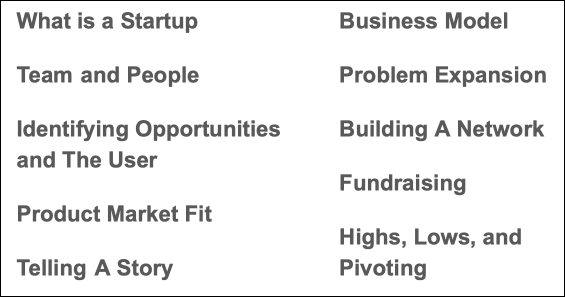 What is a Startup
Team and People
Identifying Opportunities
and The User
Product Market Fit
Telling A Story
Business Model
Problem Expansion
Building A Network
Fundraising
Highs, Lows, and
Pivoting